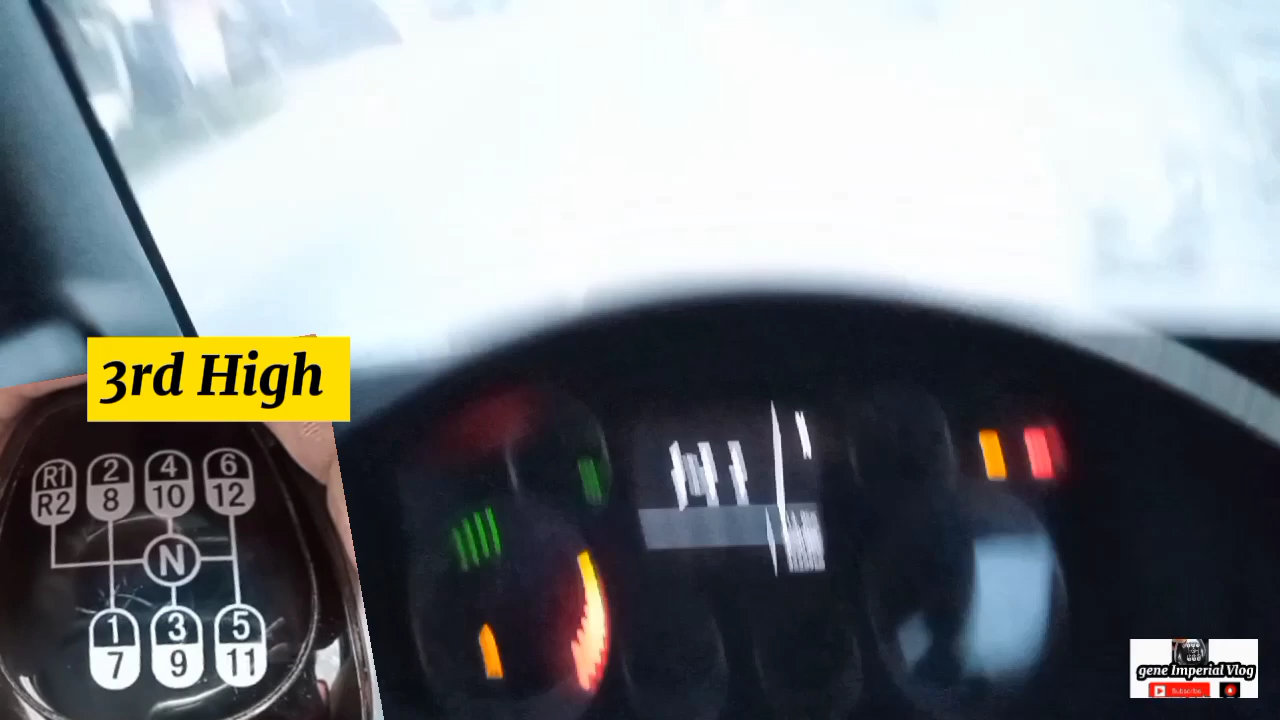 3rd High
R1 2 4 6
R2 8 10 12
N
1 3 5
7 9 11
gene Imperial Vlog
Subscribe